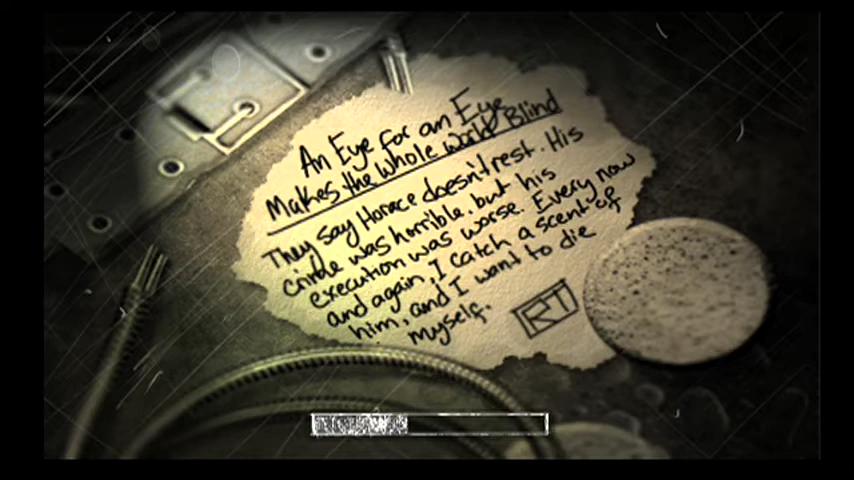 An Eye for an Eye
Makes the Whole World Blind
They say Horace doesn't rest. His
crime was horrible, but his
execution was worse. Every now
and again, I catch a scent of
him, and I want to die
myself.
RT